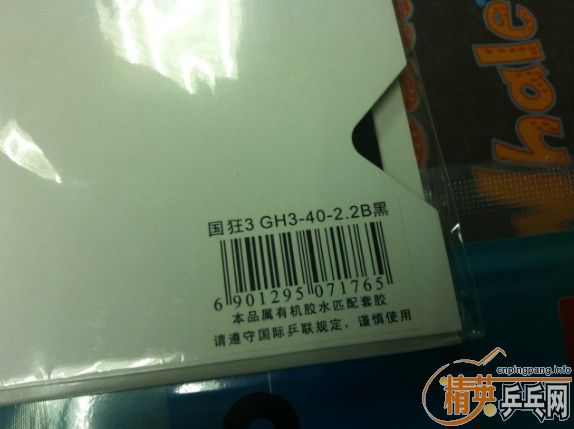 hale
国狂3 GH3-40-2.2B黑
6 901295 071765
本品属有机胶水匹配套胶
请遵守国际乒联规定，谨慎使用
cnpingpang.info
精英乒乓网